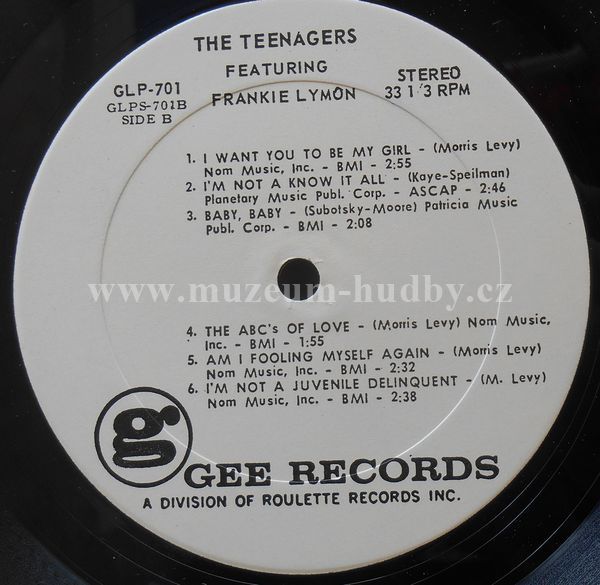 THE TEENAGERS
FEATURING
FRANKIE LYMON
GLP-701
GLPS-701B
SIDE B
STEREO
33 1/3 RPM
1. I WANT YOU TO BE MY GIRL - (Morris Levy)
Nom Music, Inc. - BMI - 2:55
2. I'M NOT A KNOW IT ALL - (Kaye-Speilman)
Planetary Music Publ. Corp. - ASCAP - 2:46
3. BABY, BABY - (Subotsky-Moore) Patricia Music
Publ. Corp. - BMI - 2:08
www.muzeum-hudby.cz
4. THE ABC's OF LOVE - (Morris Levy) Nom Music,
Inc. - BMI - 1:55
5. AM I FOOLING MYSELF AGAIN - (Morris Levy)
Nom Music, Inc. - BMI - 2:32
6. I'M NOT A JUVENILE DELINQUENT - (M. Levy)
Nom Music, Inc. - BMI - 2:38
g
GEE RECORDS
A DIVISION OF ROULETTE RECORDS INC.